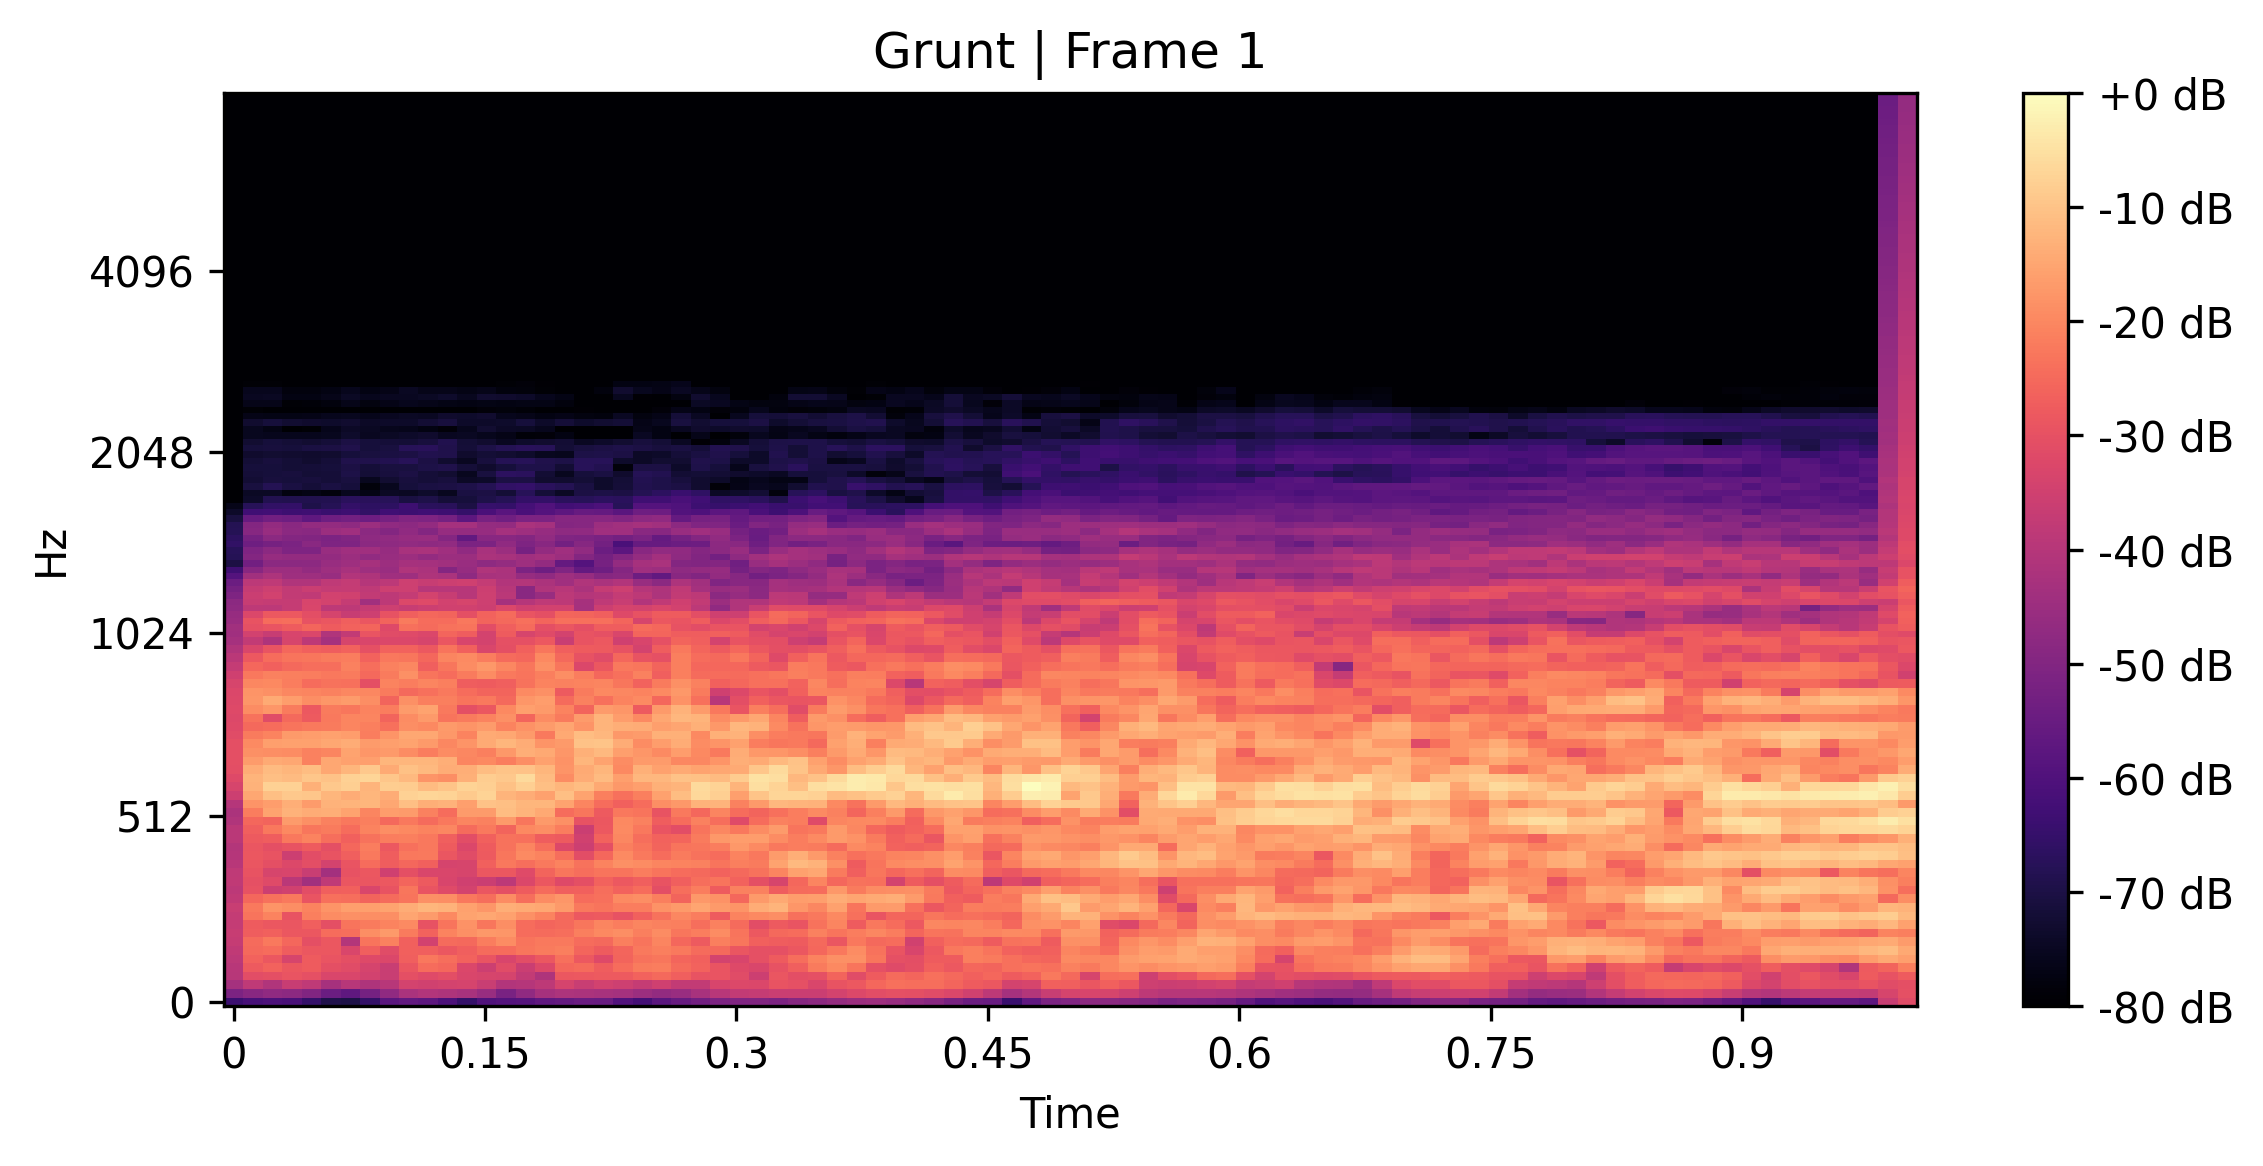 Grunt | Frame 1
Hz
4096
2048
1024
512
0
0 0.15 0.3 0.45 0.6 0.75 0.9
Time
+0 dB
-10 dB
-20 dB
-30 dB
-40 dB
-50 dB
-60 dB
-70 dB
-80 dB